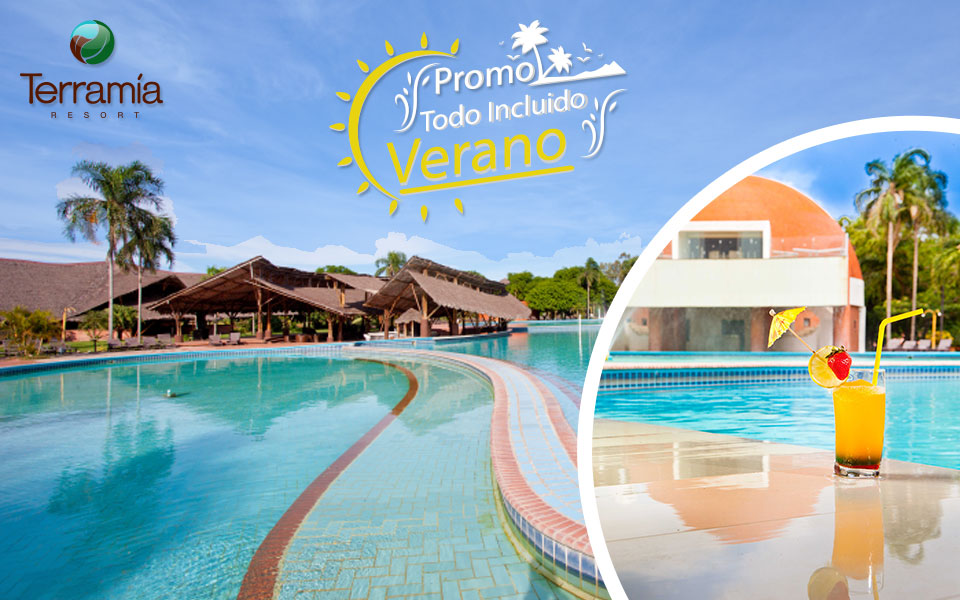 Terramía
RESORT
Promo
Todo Incluido
Verano